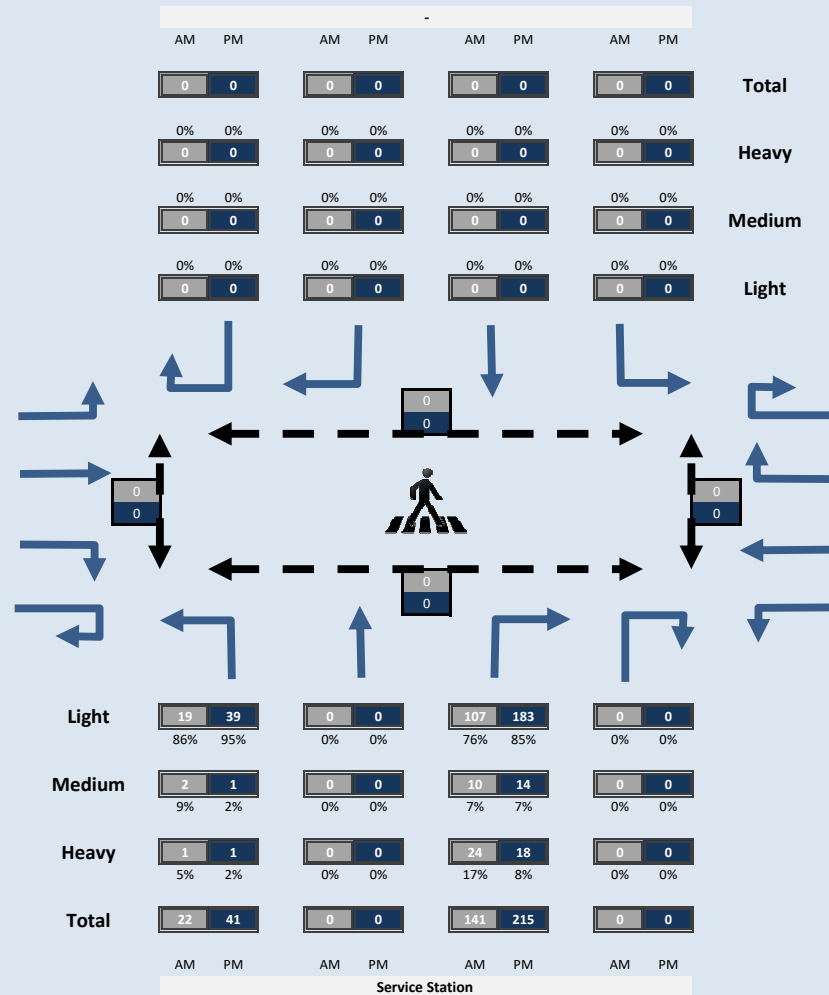 -
AM PM AM PM AM PM AM PM
0 0 0 0 0 0 0 0 Total
0% 0% 0% 0% 0% 0% 0% 0%
0 0 0 0 0 0 0 0 Heavy
0% 0% 0% 0% 0% 0% 0% 0%
0 0 0 0 0 0 0 0 Medium
0% 0% 0% 0% 0% 0% 0% 0%
0 0 0 0 0 0 0 0 Light
0
0
0 0
0 0
0
0
Light 19 39 0 0 107 183 0 0
86% 95% 0% 0% 76% 85% 0% 0%
Medium 2 1 0 0 10 14 0 0
9% 2% 0% 0% 7% 7% 0% 0%
Heavy 1 1 0 0 24 18 0 0
5% 2% 0% 0% 17% 8% 0% 0%
Total 22 41 0 0 141 215 0 0
AM PM AM PM AM PM AM PM
Service Station